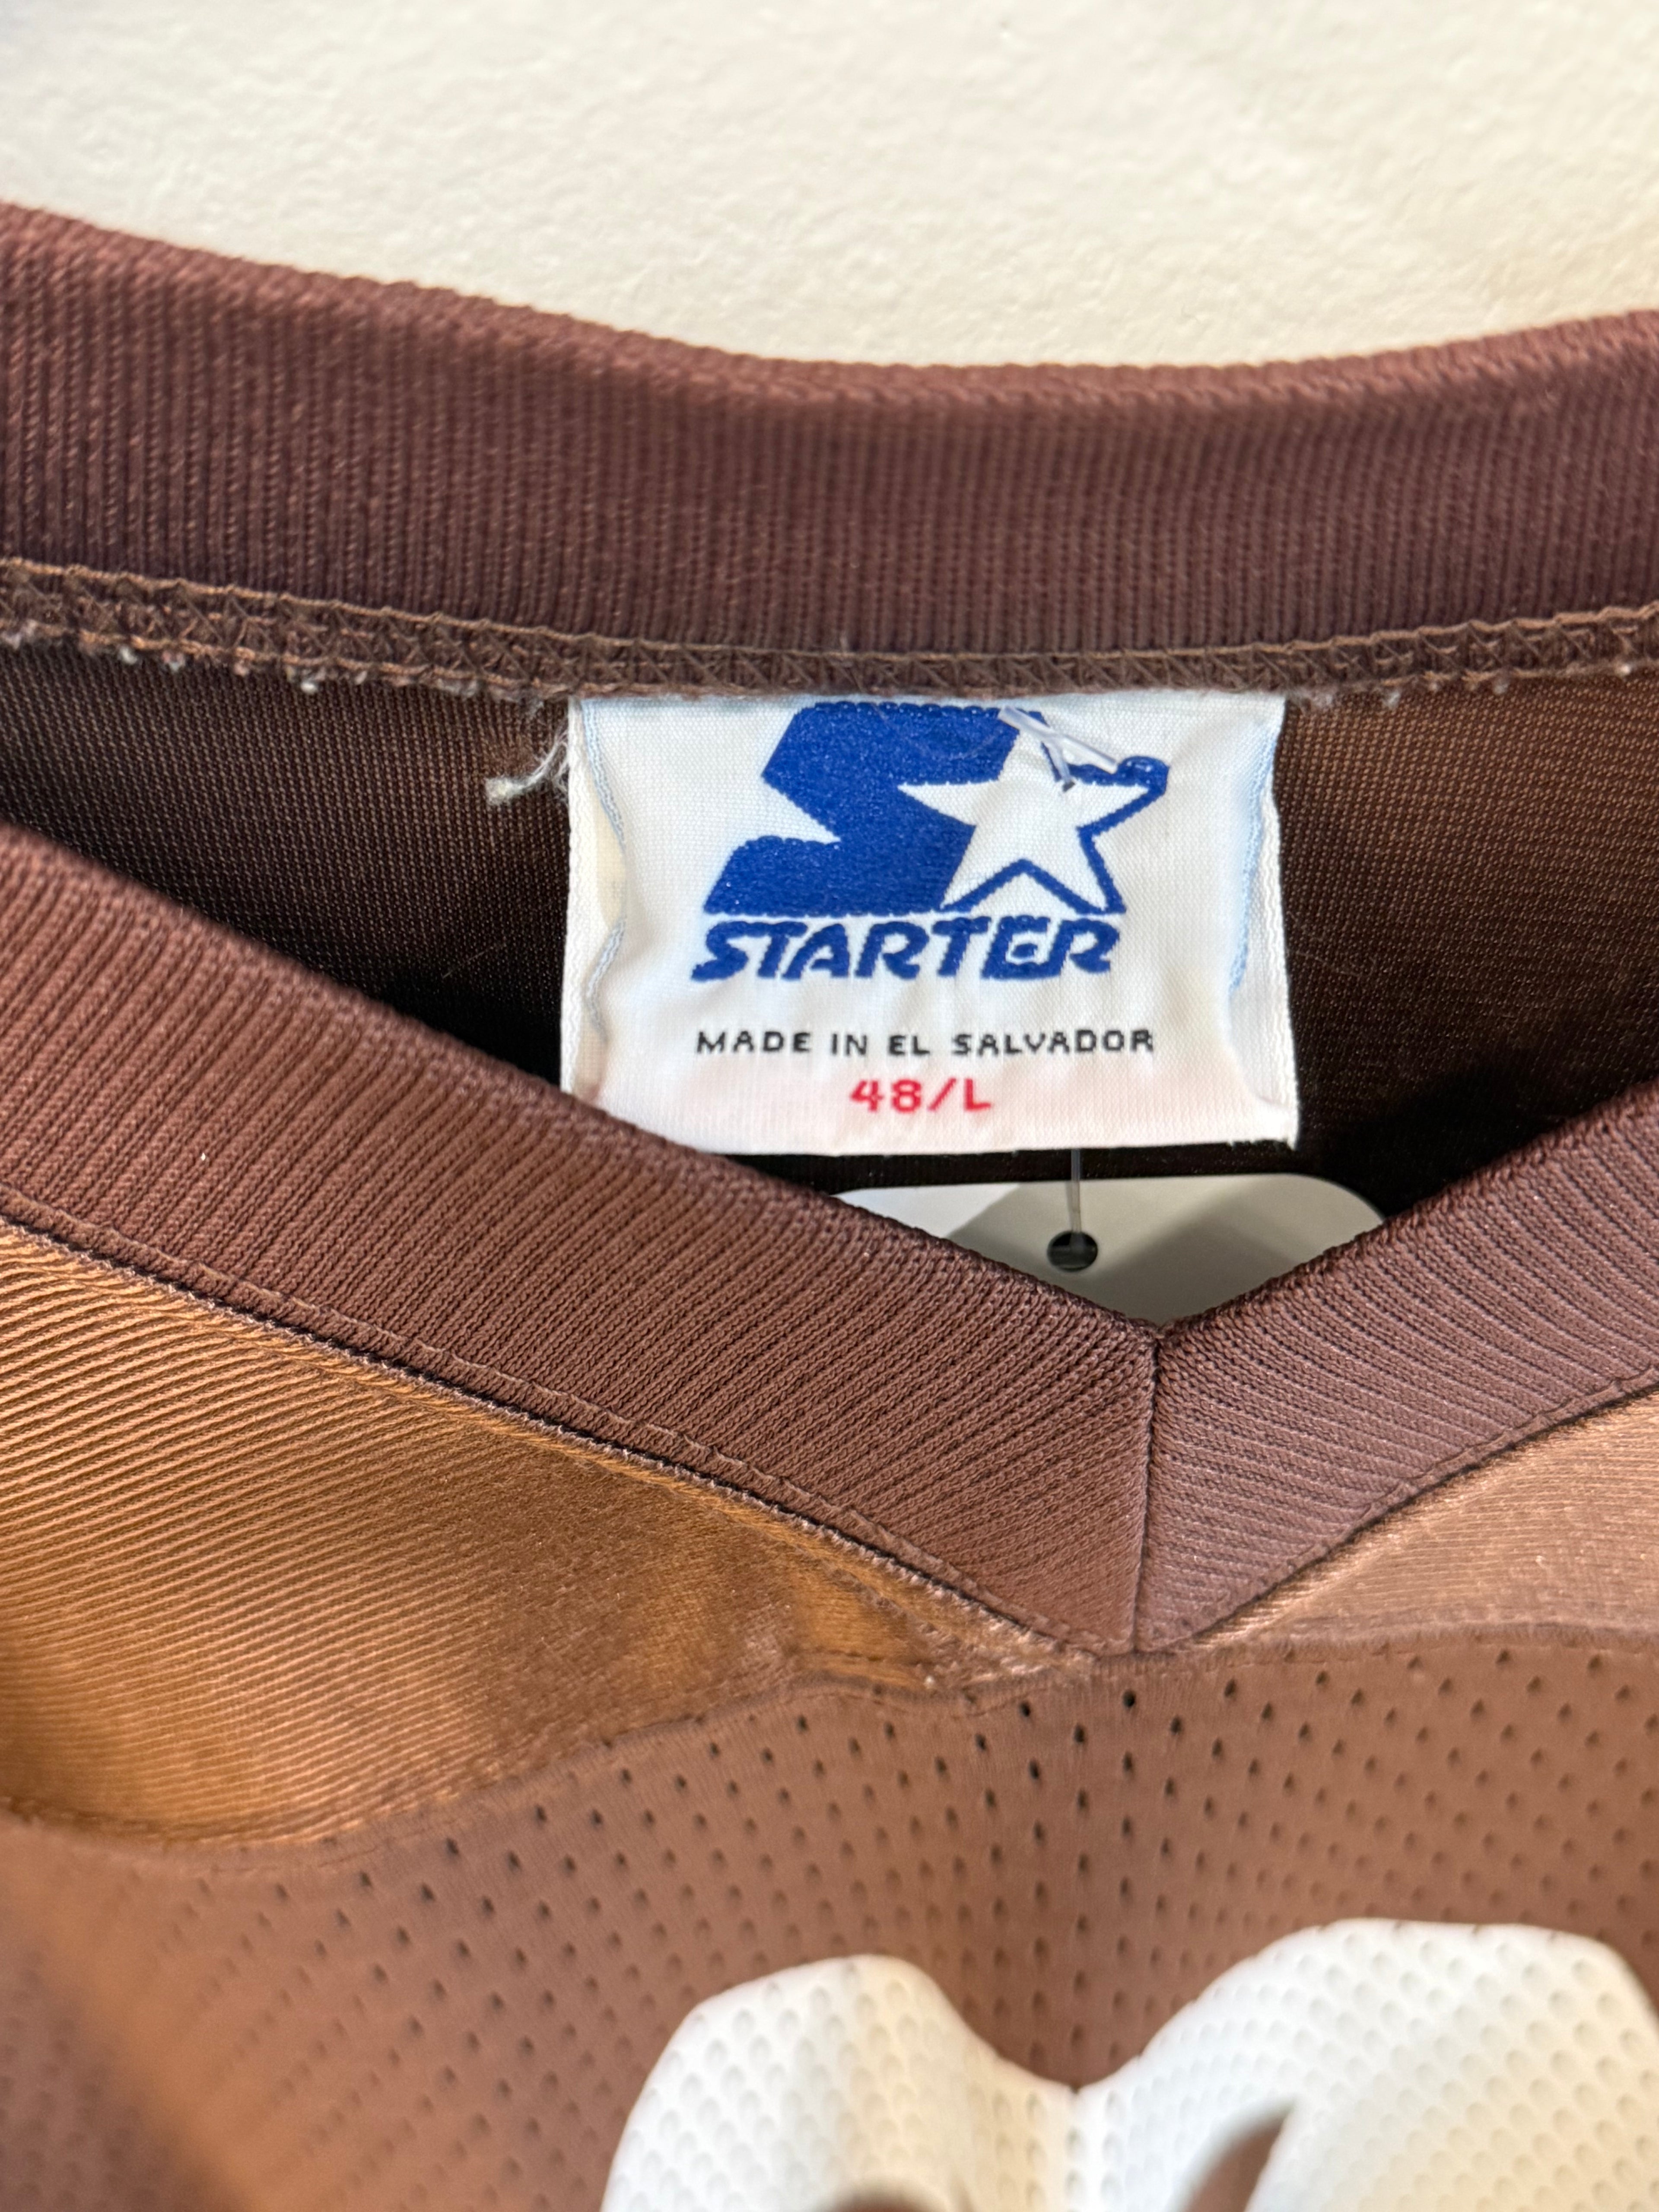 STARTER
MADE IN EL SALVADOR
48/L